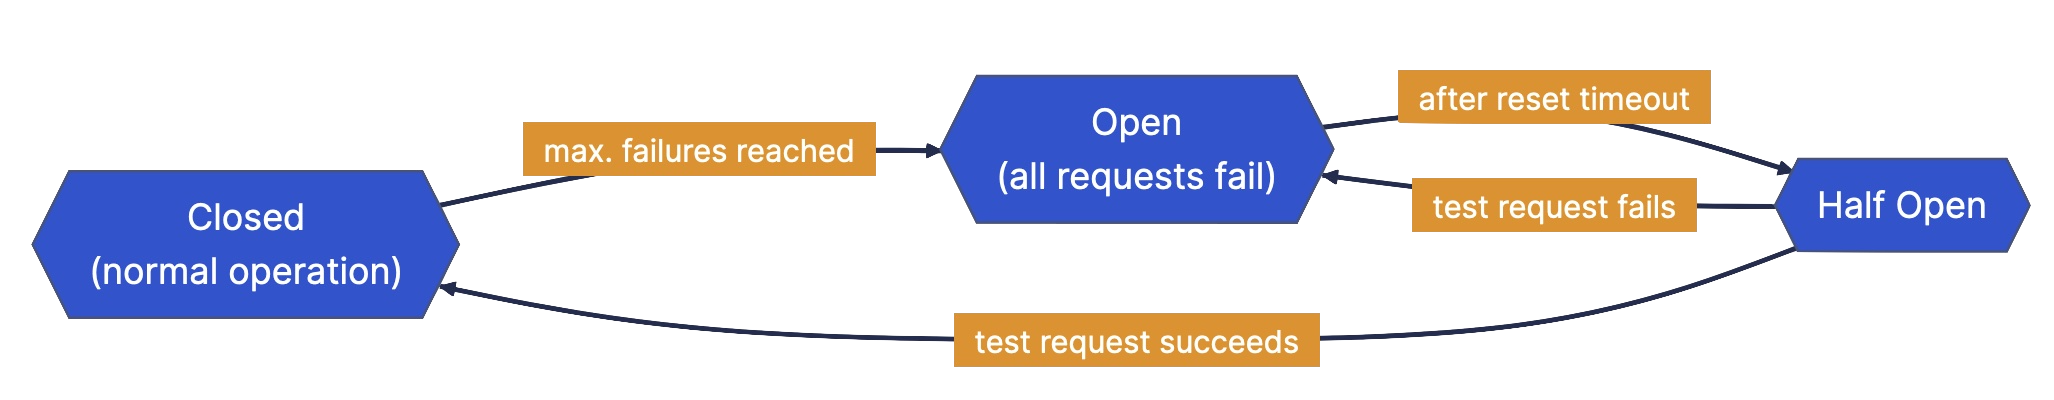 Closed
(normal operation)
max. failures reached
Open
(all requests fail)
after reset timeout
test request fails
Half Open
test request succeeds